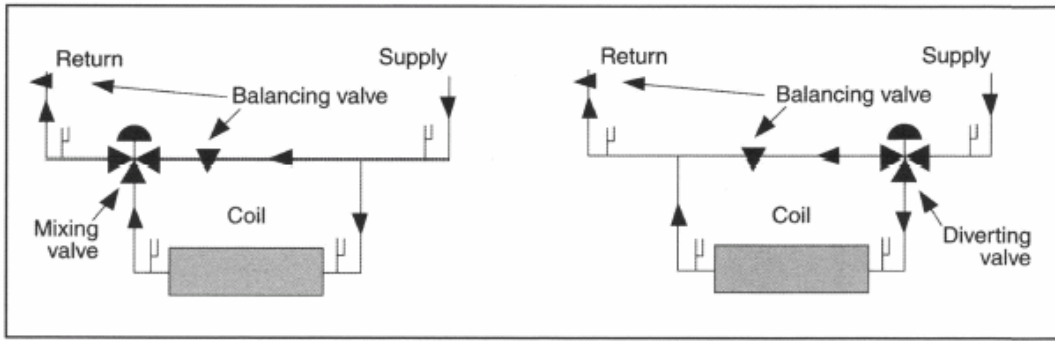 Return
Supply
Balancing valve
Mixing
valve
Coil
Return
Supply
Balancing valve
Coil
Diverting
valve